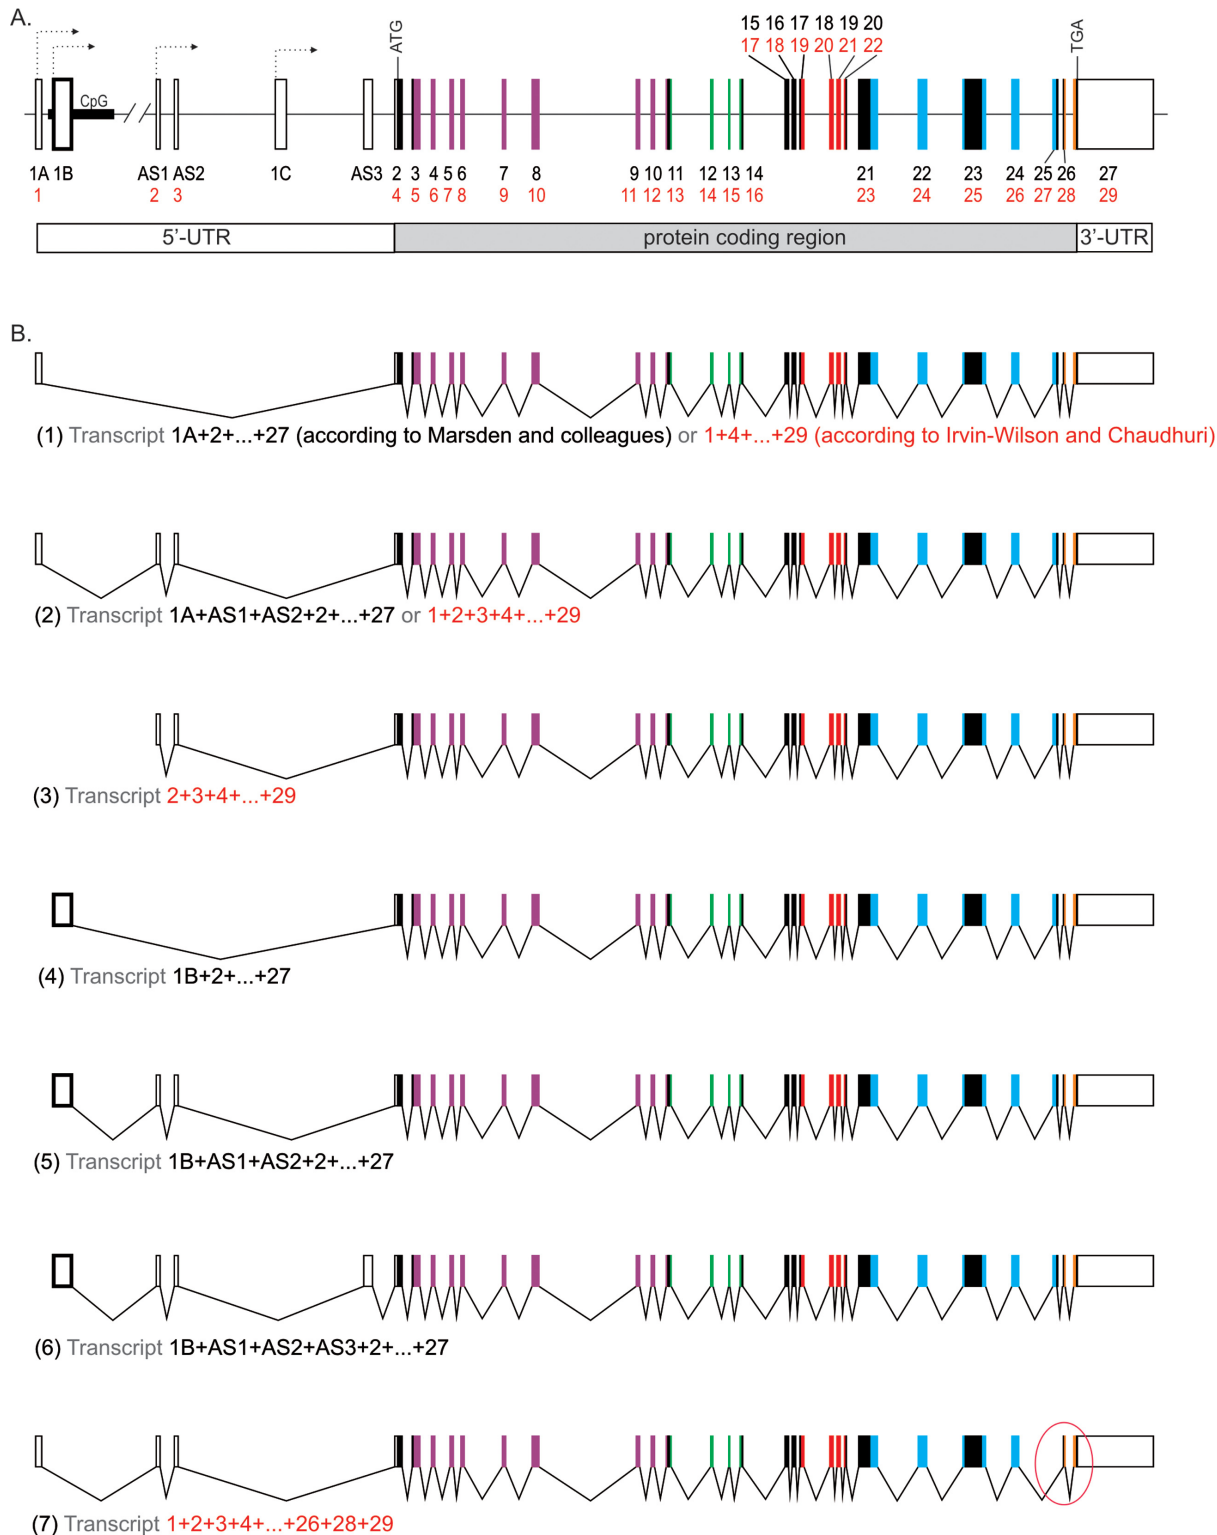 A.
15 16 17 18 19 20
17 18 19 20 21 22
ATG
TGA
CpG
1A 1B AS1 AS2 1C AS3 2 3 4 5 6 7 8 9 10 11 12 13 14 21 22 23 24 25 26 27
1 2 3 4 5 6 7 8 9 10 11 12 13 14 15 16 23 24 25 26 27 28 29
5'-UTR protein coding region 3'-UTR
B.
(1) Transcript 1A+2+...+27 (according to Marsden and colleagues) or 1+4+...+29 (according to Irvin-Wilson and Chaudhuri)
(2) Transcript 1A+AS1+AS2+2+...+27 or 1+2+3+4+...+29
(3) Transcript 2+3+4+...+29
(4) Transcript 1B+2+...+27
(5) Transcript 1B+AS1+AS2+2+...+27
(6) Transcript 1B+AS1+AS2+AS3+2+...+27
(7) Transcript 1+2+3+4+...+26+28+29